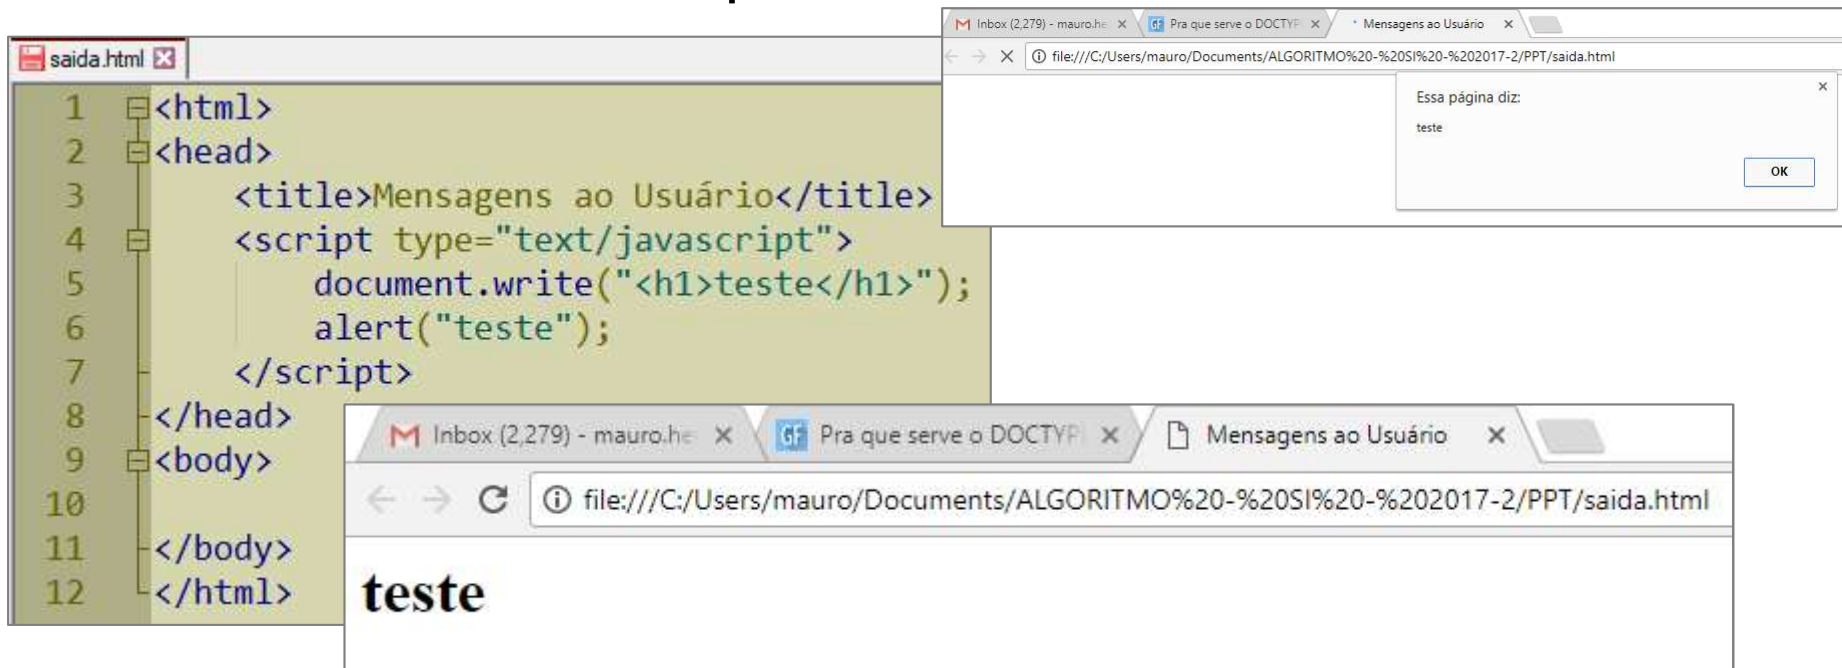 saida.html
1 <html>
2 <head>
3 <title>Mensagens ao Usuário</title>
4 <script type="text/javascript">
5 document.write("<h1>teste</h1>");
6 alert("teste");
7 </script>
8 </head>
9 <body>
10
11 </body>
12 </html>
Inbox (2,279) - mauro.he Pra que serve o DOCTYP Mensagens ao Usuário
file:///C:/Users/mauro/Documents/ALGORITMO%20-%20SI%20-%202017-2/PPT/saida.html
Essa página diz:
teste
OK
Inbox (2,279) - mauro.he GF Pra que serve o DOCTYP Mensagens ao Usuário
file:///C:/Users/mauro/Documents/ALGORITMO%20-%20SI%20-%202017-2/PPT/saida.html
teste